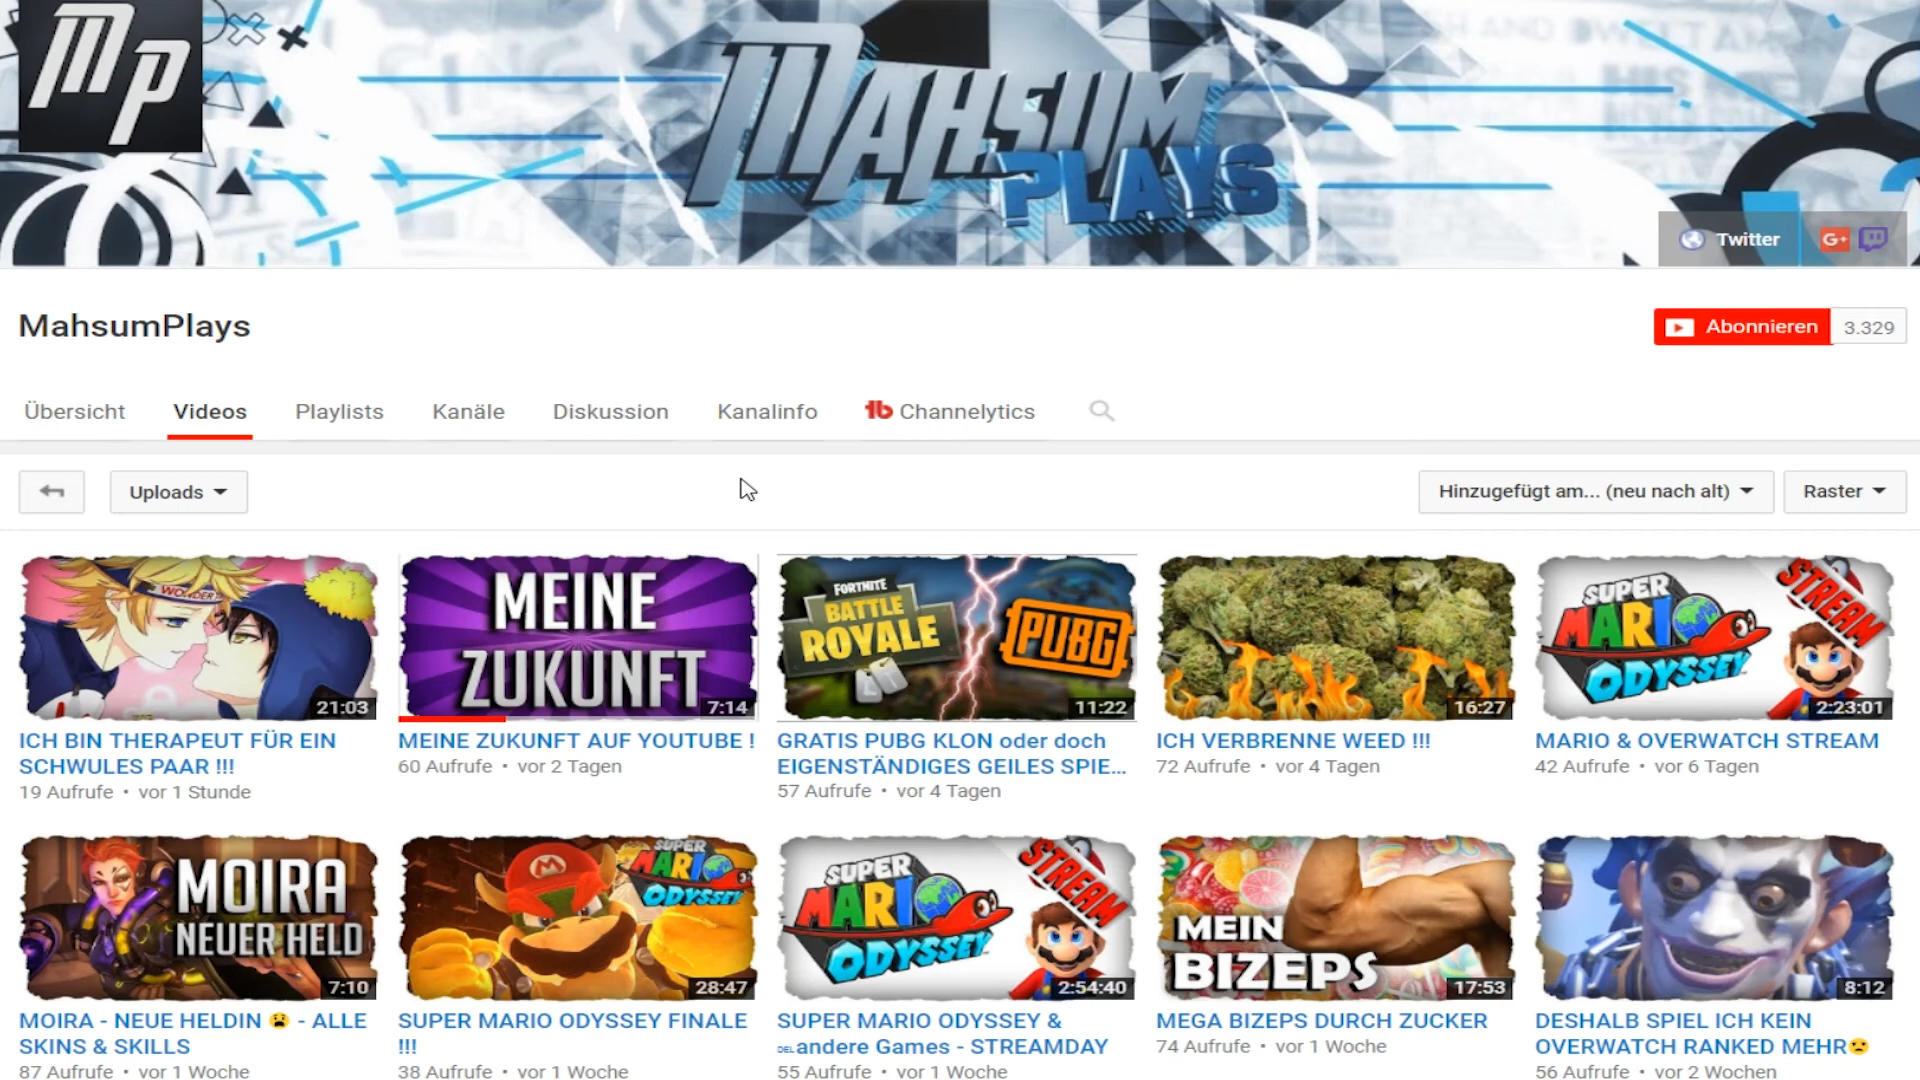 MP
MAHSUM
PLAYS
Twitter
G+
MahsumPlays
Abonnieren 3.329
Übersicht Videos Playlists Kanäle Diskussion Kanalinfo tb Channelytics
Uploads
Hinzugefügt am... (neu nach alt) Raster
WONDER
21:03
MEINE
ZUKUNFT
7:14
FORTNITE
BATTLE
ROYALE
PUBG
11:22
16:27
SUPER
MARIO
ODYSSEY
STREAM
2:23:01
ICH BIN THERAPEUT FÜR EIN
SCHWULES PAAR !!!
19 Aufrufe • vor 1 Stunde
MEINE ZUKUNFT AUF YOUTUBE !
60 Aufrufe • vor 2 Tagen
GRATIS PUBG KLON oder doch
EIGENSTÄNDIGES GEILES SPIE...
57 Aufrufe • vor 4 Tagen
ICH VERBRENNE WEED !!!
72 Aufrufe • vor 4 Tagen
MARIO & OVERWATCH STREAM
42 Aufrufe • vor 6 Tagen
MOIRA
NEUER HELD
7:10
SUPER
MARIO
ODYSSEY
M
28:47
SUPER
MARIO
ODYSSEY
STREAM
2:54:40
MEIN
BIZEPS
17:53
8:12
MOIRA - NEUE HELDIN 😫 - ALLE
SKINS & SKILLS
87 Aufrufe • vor 1 Woche
SUPER MARIO ODYSSEY FINALE
!!!
38 Aufrufe • vor 1 Woche
SUPER MARIO ODYSSEY &
DEL andere Games - STREAMDAY
55 Aufrufe • vor 1 Woche
MEGA BIZEPS DURCH ZUCKER
74 Aufrufe • vor 1 Woche
DESHALB SPIEL ICH KEIN
OVERWATCH RANKED MEHR😢
56 Aufrufe • vor 2 Wochen